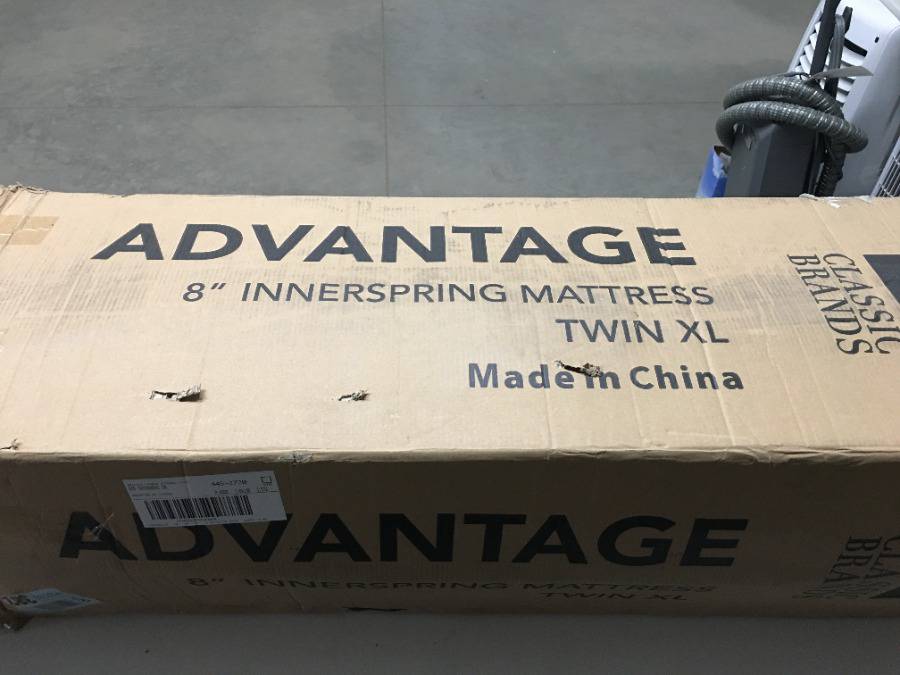 ADVANTAGE
8" INNERSPRING MATTRESS
TWIN XL
Made in China
CLASSIC
BRANDS
ADVANTAGE
8" INNERSPRING MATTRESS
TWIN XL